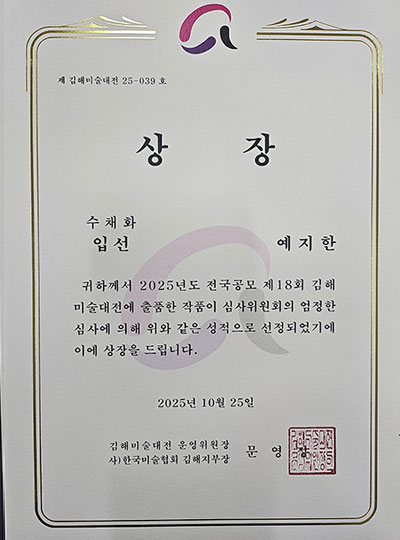 제 김해미술대전 25-039 호
상 장
수채화
입선 예지한
귀하께서 2025년도 전국공모 제18회 김해
미술대전에 출품한 작품이 심사위원회의 엄정한
심사에 의해 위와 같은 성적으로 선정되었기에
이에 상장을 드립니다.
2025년 10월 25일
김해미술대전 운영위원장
사)한국미술협회 김해지부장 문 영